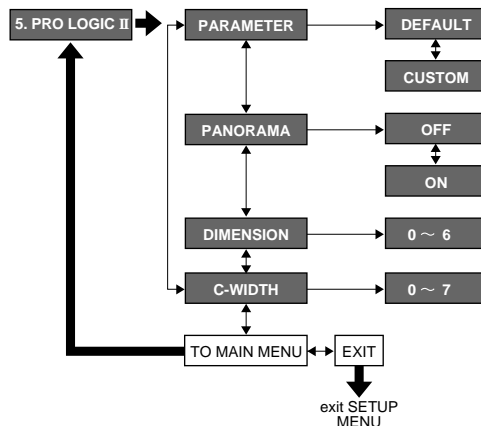 5. PRO LOGIC II
PARAMETER
DEFAULT
CUSTOM
PANORAMA
OFF
ON
DIMENSION
0 ~ 6
C-WIDTH
0 ~ 7
TO MAIN MENU
EXIT
exit SETUP
MENU